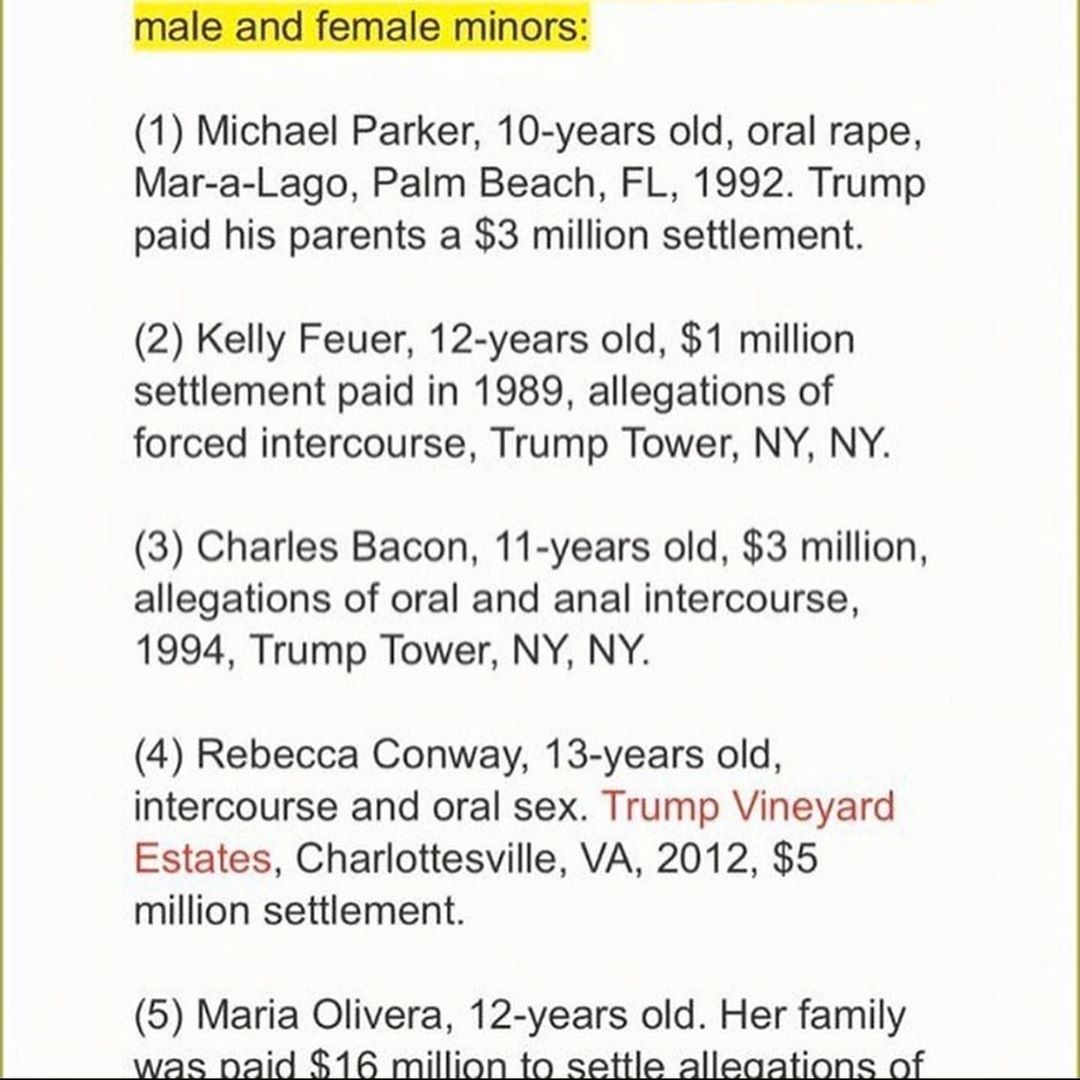 male and female minors:
(1) Michael Parker, 10-years old, oral rape,
Mar-a-Lago, Palm Beach, FL, 1992. Trump
paid his parents a $3 million settlement.
(2) Kelly Feuer, 12-years old, $1 million
settlement paid in 1989, allegations of
forced intercourse, Trump Tower, NY, NY.
(3) Charles Bacon, 11-years old, $3 million,
allegations of oral and anal intercourse,
1994, Trump Tower, NY, NY.
(4) Rebecca Conway, 13-years old,
intercourse and oral sex. Trump Vineyard
Estates, Charlottesville, VA, 2012, $5
million settlement.
(5) Maria Olivera, 12-years old. Her family
was paid $16 million to settle allegations of